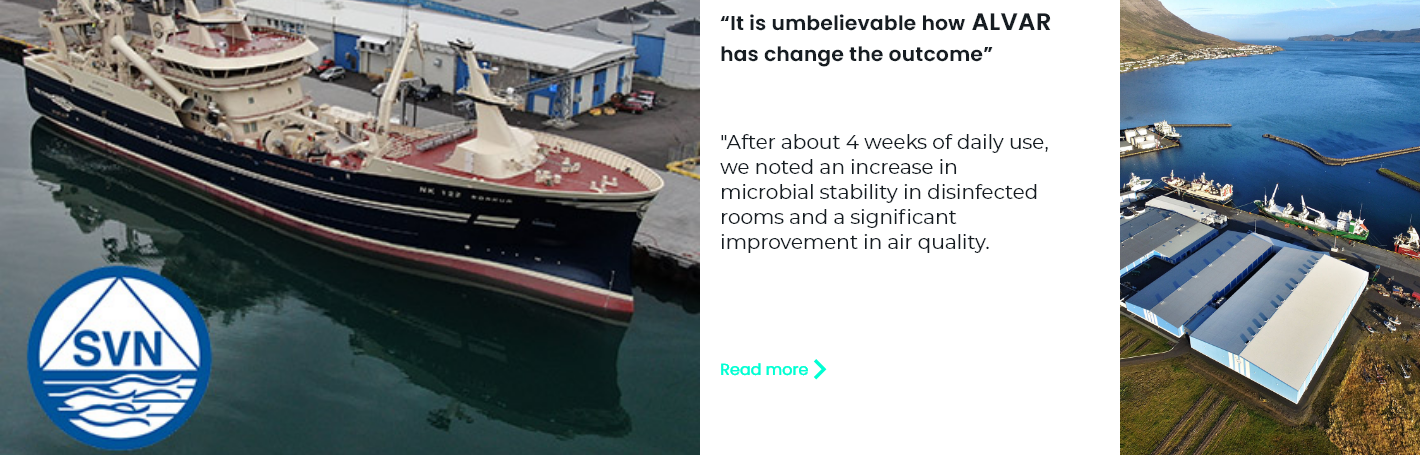 “It is umbelievable how ALVAR
has change the outcome”
"After about 4 weeks of daily use,
we noted an increase in
microbial stability in disinfected
rooms and a significant
improvement in air quality.
Read more
NK 122 BÖRKUR
SVN